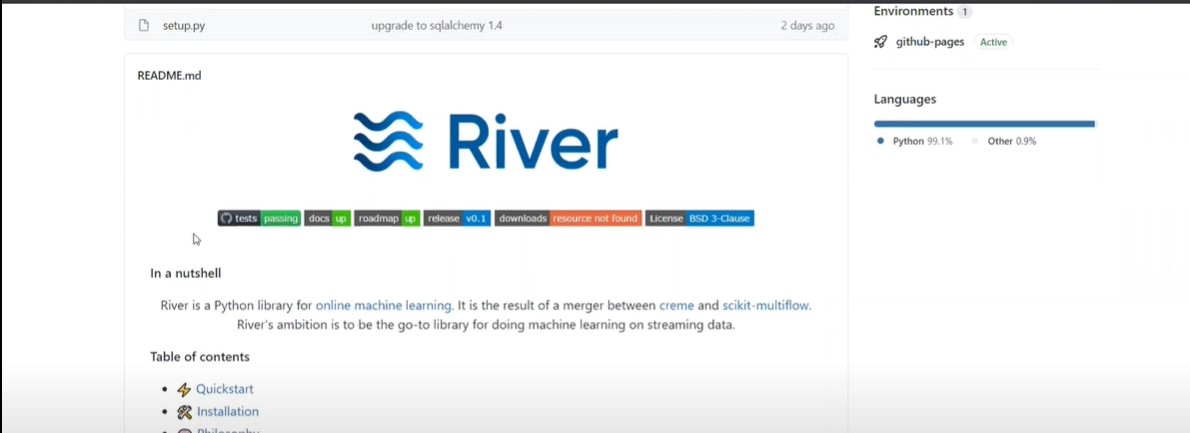 setup.py upgrade to sqlalchemy 1.4 2 days ago
README.md
River
tests passing docs up roadmap up release v0.1 downloads resource not found License BSD 3-Clause
In a nutshell
River is a Python library for online machine learning. It is the result of a merger between creme and scikit-multiflow.
River's ambition is to be the go-to library for doing machine learning on streaming data.
Table of contents
Quickstart
Installation
Philosophy
Environments 1
github-pages Active
Languages
Python 99.1% Other 0.9%